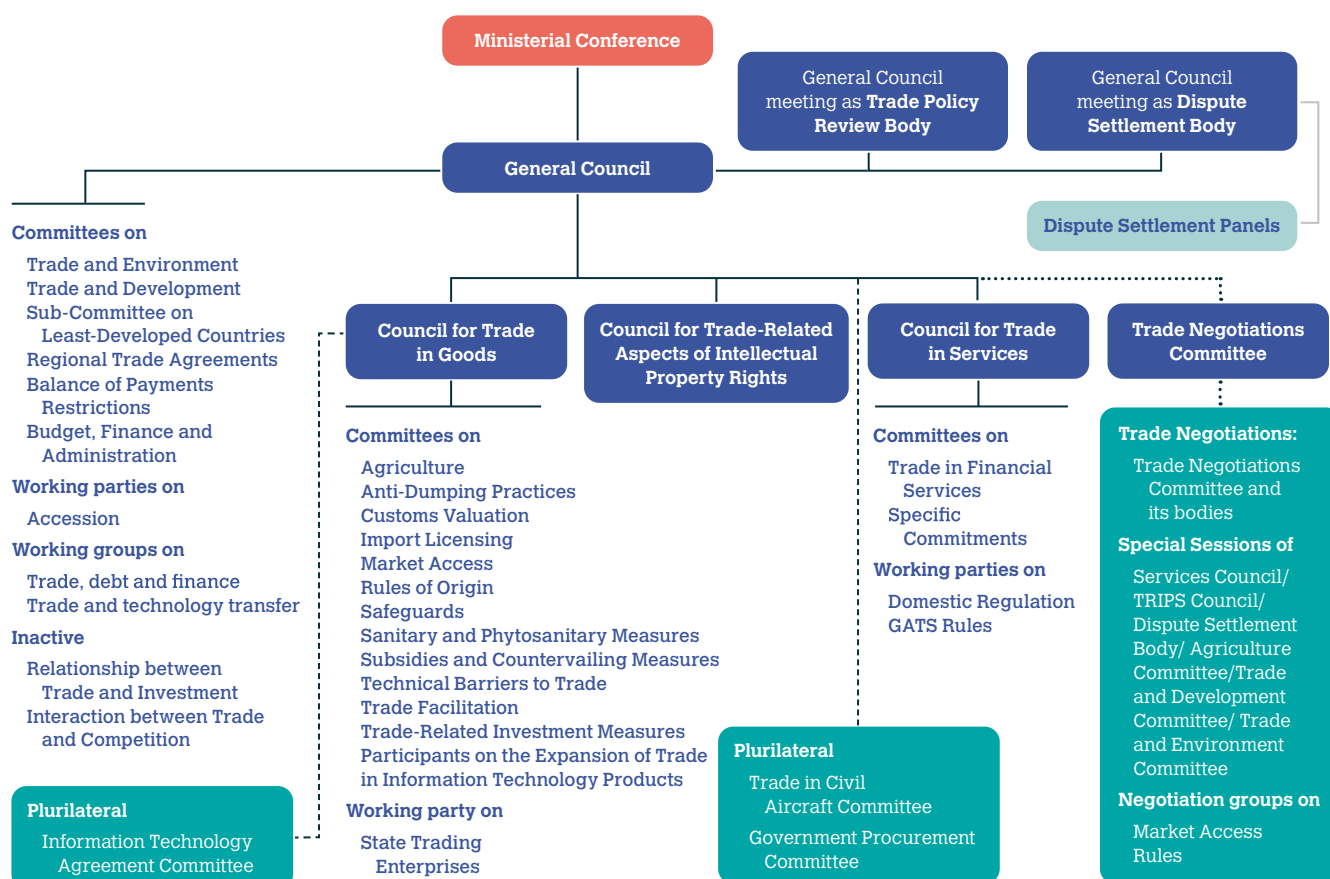 Ministerial Conference
General Council
meeting as Trade Policy
Review Body
General Council
meeting as Dispute
Settlement Body
General Council
Dispute Settlement Panels
Committees on
Trade and Environment
Trade and Development
Sub-Committee on
Least-Developed Countries
Regional Trade Agreements
Balance of Payments
Restrictions
Budget, Finance and
Administration
Working parties on
Accession
Working groups on
Trade, debt and finance
Trade and technology transfer
Inactive
Relationship between
Trade and Investment
Interaction between Trade
and Competition
Plurilateral
Information Technology
Agreement Committee
Council for Trade
in Goods
Committees on
Agriculture
Anti-Dumping Practices
Customs Valuation
Import Licensing
Market Access
Rules of Origin
Safeguards
Sanitary and Phytosanitary Measures
Subsidies and Countervailing Measures
Technical Barriers to Trade
Trade Facilitation
Trade-Related Investment Measures
Participants on the Expansion of Trade
in Information Technology Products
Working party on
State Trading
Enterprises
Council for Trade-Related
Aspects of Intellectual
Property Rights
Plurilateral
Trade in Civil
Aircraft Committee
Government Procurement
Committee
Council for Trade
in Services
Committees on
Trade in Financial
Services
Specific
Commitments
Working parties on
Domestic Regulation
GATS Rules
Trade Negotiations
Committee
Trade Negotiations:
Trade Negotiations
Committee and
its bodies
Special Sessions of
Services Council/
TRIPS Council/
Dispute Settlement
Body/ Agriculture
Committee/Trade
and Development
Committee/ Trade
and Environment
Committee
Negotiation groups on
Market Access
Rules